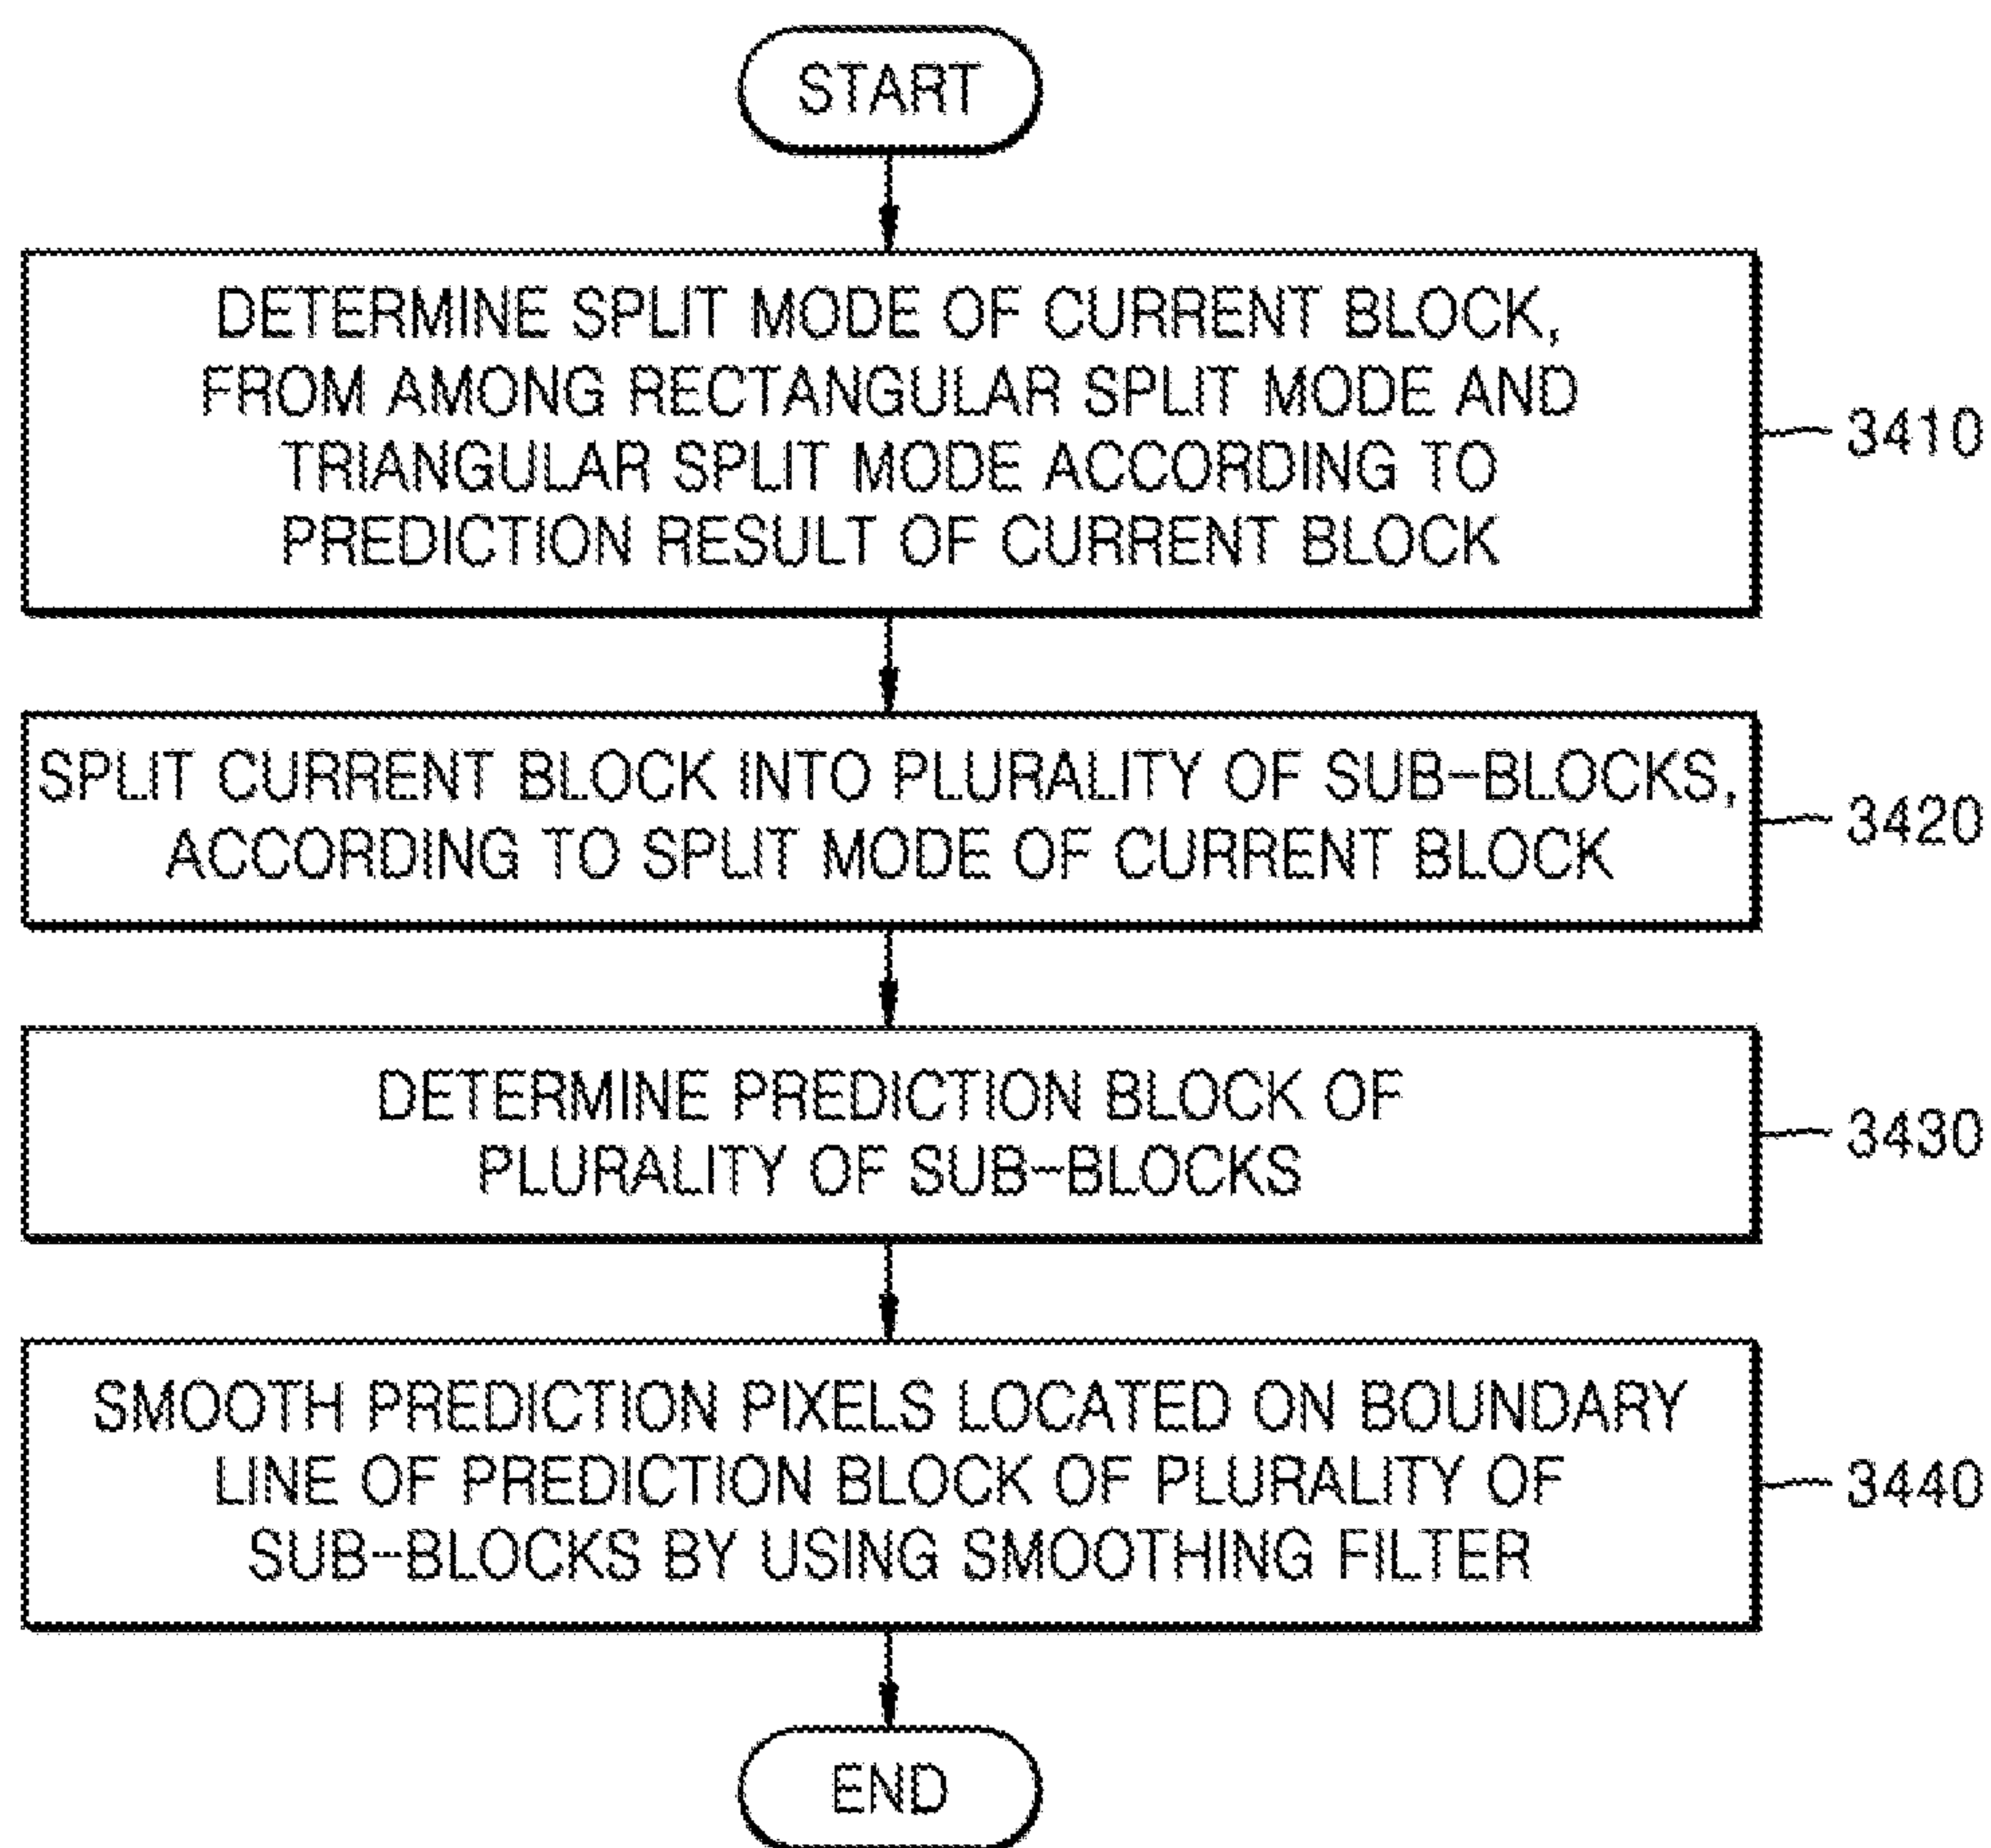 START
DETERMINE SPLIT MODE OF CURRENT BLOCK,
FROM AMONG RECTANGULAR SPLIT MODE AND
TRIANGULAR SPLIT MODE ACCORDING TO
PREDICTION RESULT OF CURRENT BLOCK
3410
SPLIT CURRENT BLOCK INTO PLURALITY OF SUB-BLOCKS,
ACCORDING TO SPLIT MODE OF CURRENT BLOCK
3420
DETERMINE PREDICTION BLOCK OF
PLURALITY OF SUB-BLOCKS
3430
SMOOTH PREDICTION PIXELS LOCATED ON BOUNDARY
LINE OF PREDICTION BLOCK OF PLURALITY OF
SUB-BLOCKS BY USING SMOOTHING FILTER
3440
END